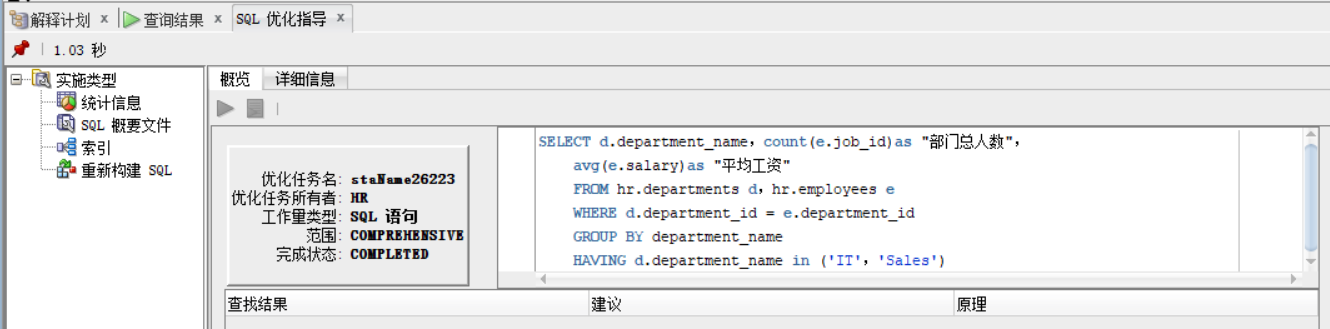 解释计划 x 查询结果 x SQL 优化指导 x
1.03 秒
实施类型
统计信息
SQL 概要文件
索引
重新构建 SQL
概览 详细信息
优化任务名: staName26223
优化任务所有者: HR
工作量类型: SQL 语句
范围: COMPREHENSIVE
完成状态: COMPLETED
SELECT d.department_name，count(e.job_id)as "部门总人数"，
avg(e.salary)as "平均工资"
FROM hr.departments d，hr.employees e
WHERE d.department_id = e.department_id
GROUP BY department_name
HAVING d.department_name in ('IT'，'Sales')
查找结果 建议 原理